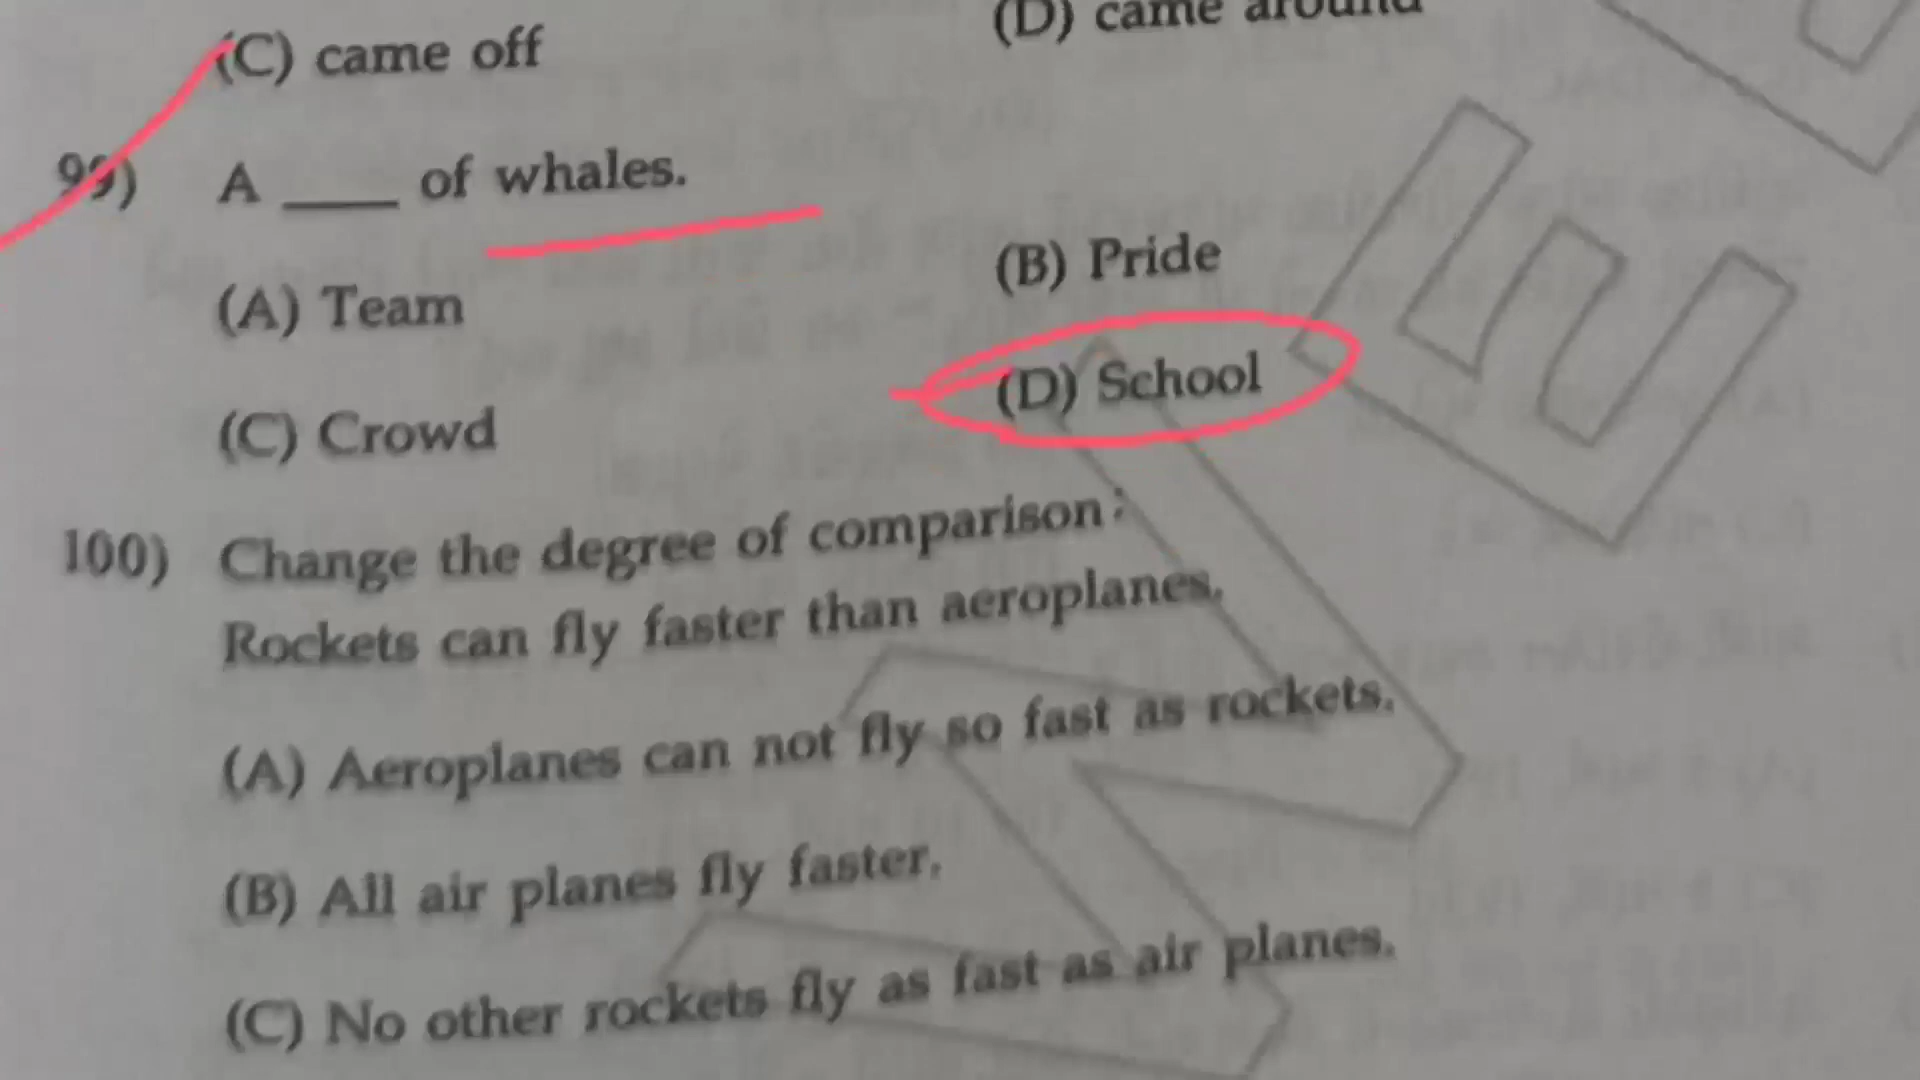 (C) came off
(D) came around
99) A ____ of whales.
(A) Team
(B) Pride
(C) Crowd
(D) School
100) Change the degree of comparison:
Rockets can fly faster than aeroplanes.
(A) Aeroplanes can not fly so fast as rockets.
(B) All air planes fly faster.
(C) No other rockets fly as fast as air planes.